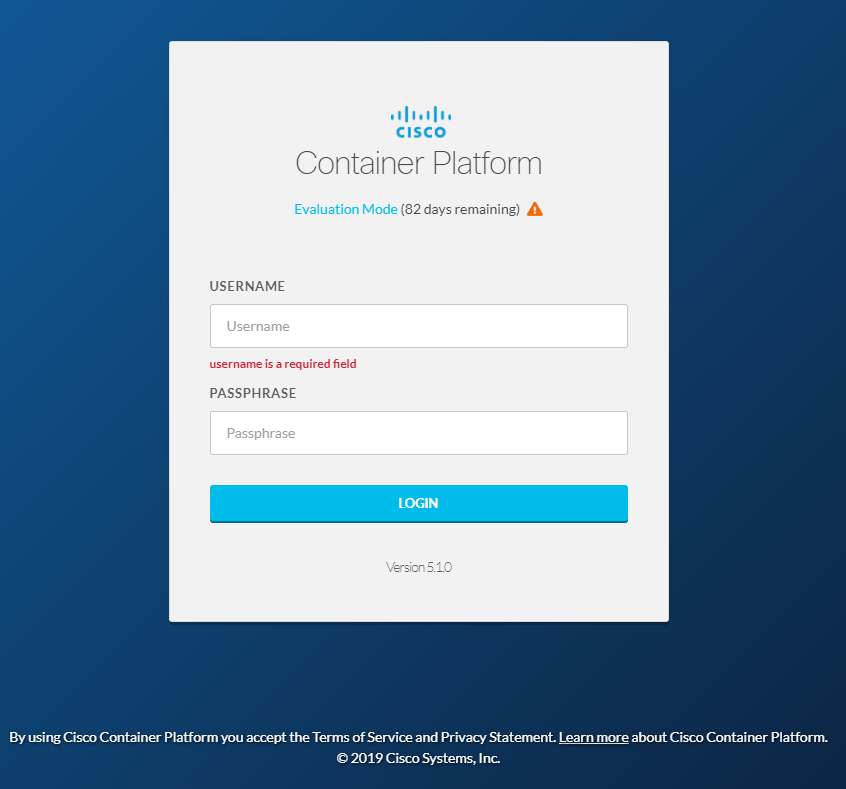 CISCO
Container Platform
Evaluation Mode (82 days remaining)
USERNAME
Username
username is a required field
PASSPHRASE
Passphrase
LOGIN
Version 5.1.0
By using Cisco Container Platform you accept the Terms of Service and Privacy Statement. Learn more about Cisco Container Platform.
© 2019 Cisco Systems, Inc.